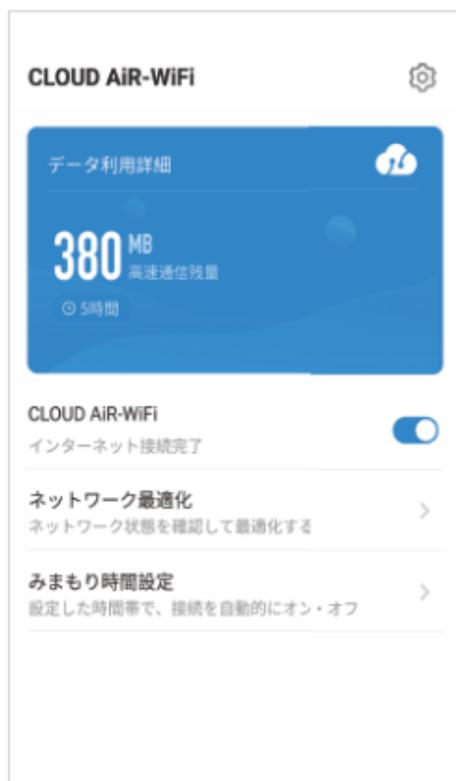 CLOUD AiR-WiFi
データ利用詳細
380 MB
高速通信残量
5時間
CLOUD AiR-WiFi
インターネット接続完了
ネットワーク最適化
ネットワーク状態を確認して最適化する
みまもり時間設定
設定した時間帯で、接続を自動的にオン・オフ